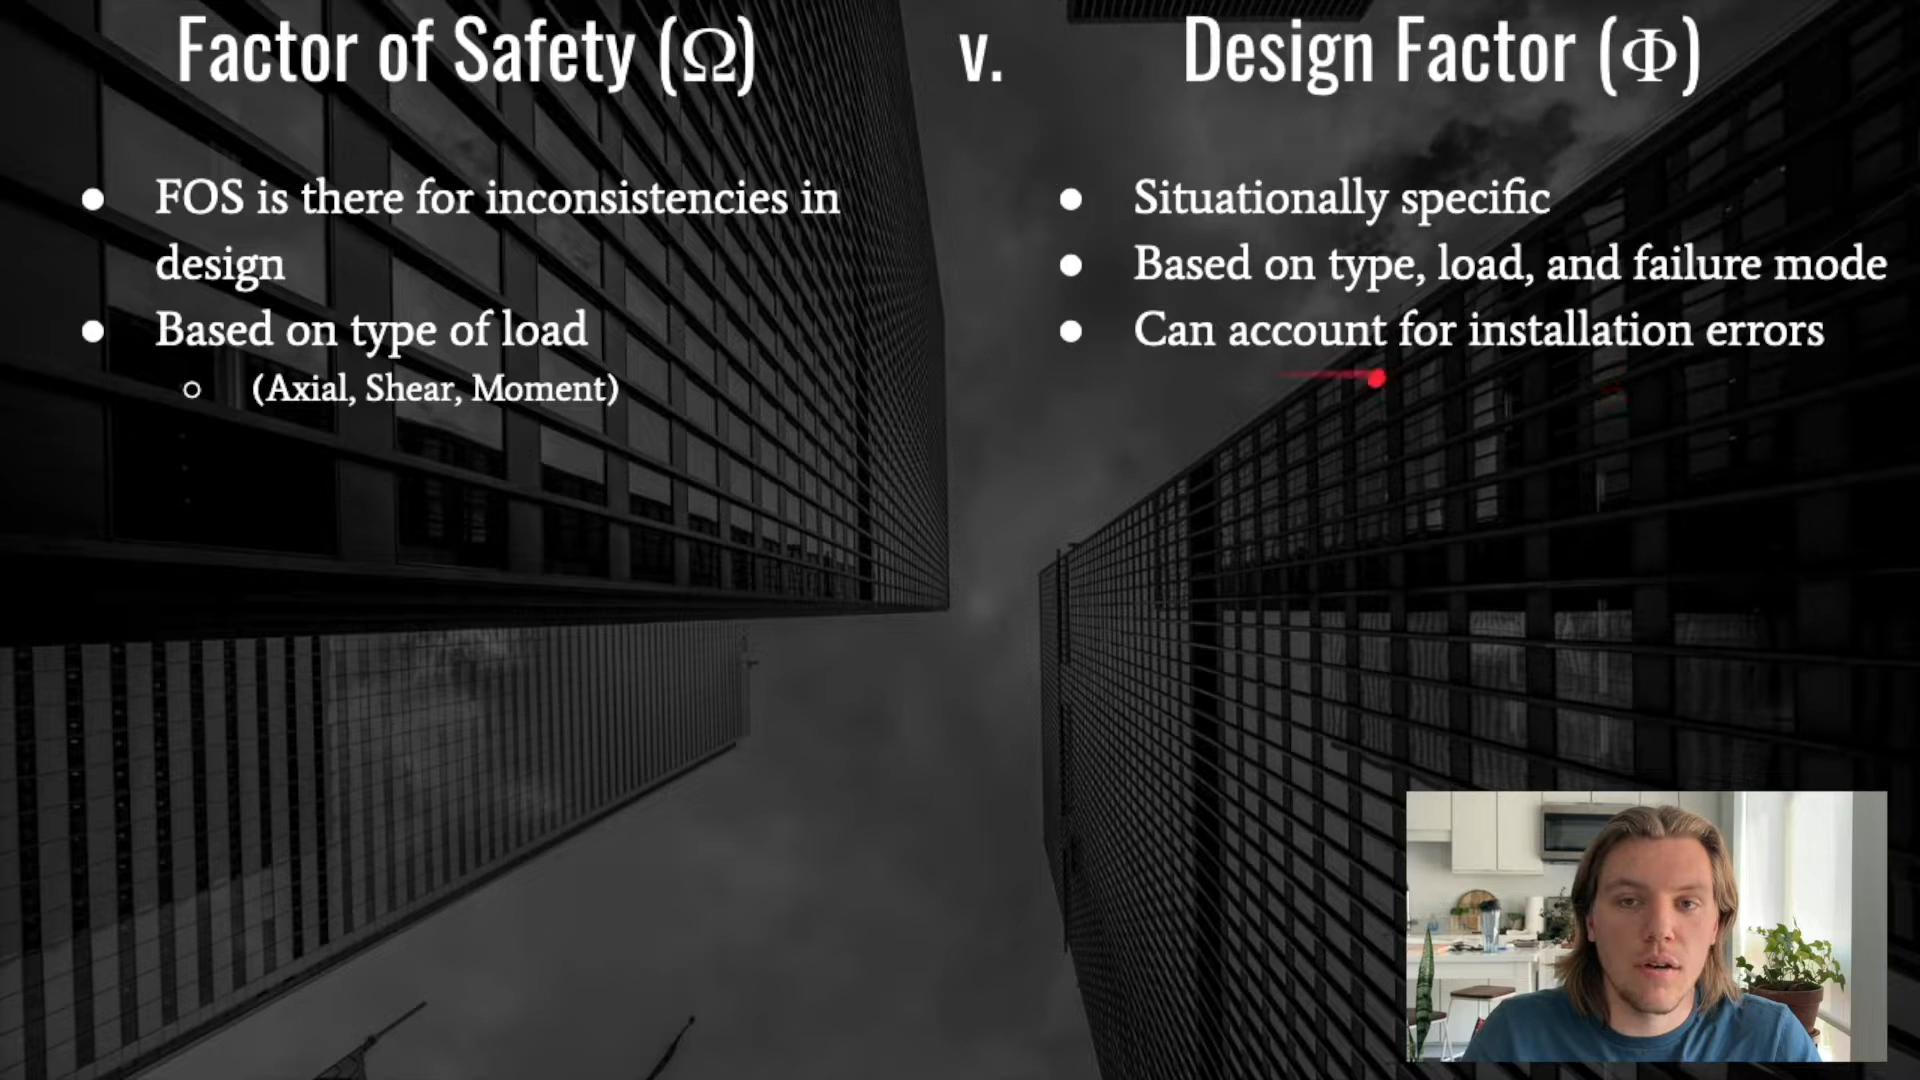 Factor of Safety (Ω)
v.
Design Factor (Φ)
● FOS is there for inconsistencies in
design
● Based on type of load
○ (Axial, Shear, Moment)
● Situationally specific
● Based on type, load, and failure mode
● Can account for installation errors